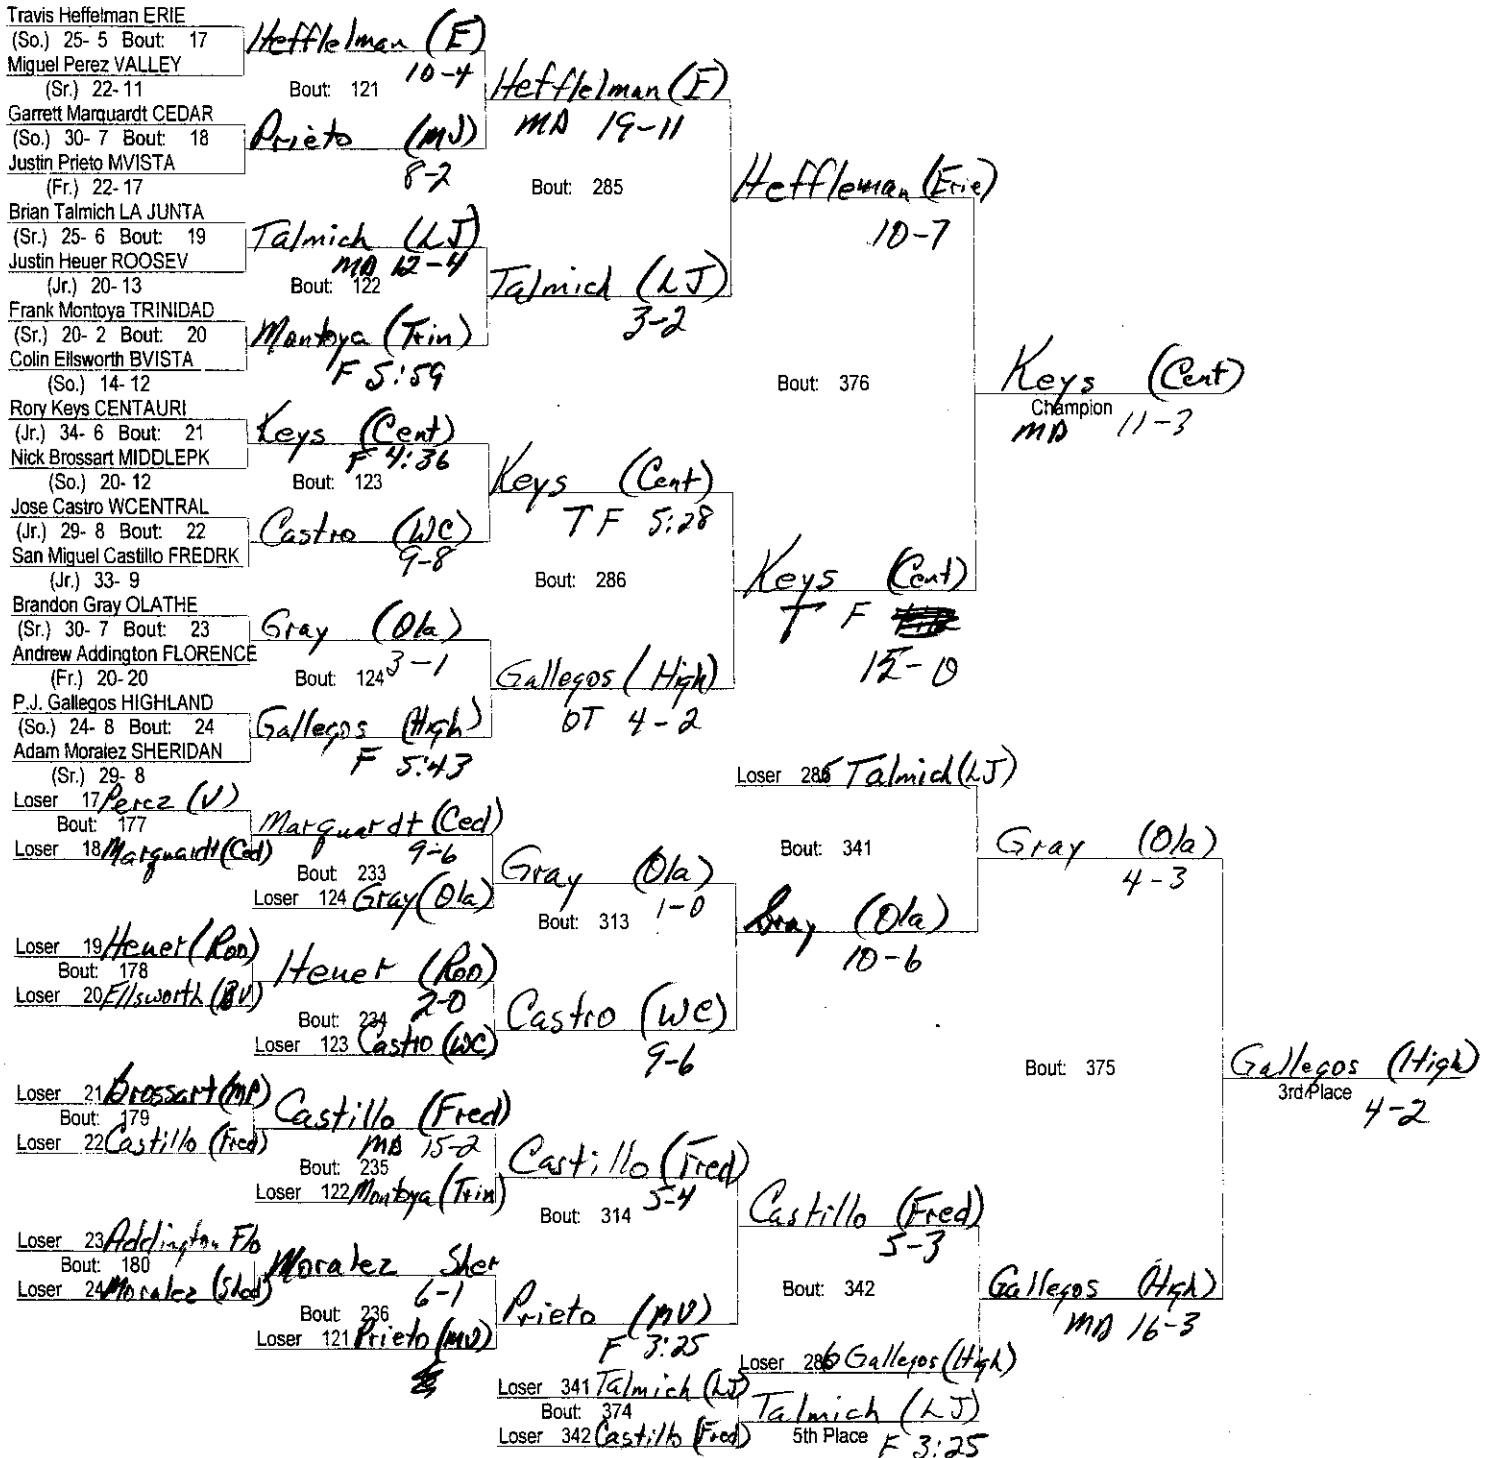 Travis Heffelman ERIE
(So.) 25- 5 Bout: 17
Miguel Perez VALLEY
(Sr.) 22- 11
Garrett Marquardt CEDAR
(So.) 30- 7 Bout: 18
Justin Prieto MVISTA
(Fr.) 22- 17
Brian Talmich LA JUNTA
(Sr.) 25- 6 Bout: 19
Justin Heuer ROOSEV
(Jr.) 20- 13
Frank Montoya TRINIDAD
(Sr.) 20- 2 Bout: 20
Colin Ellsworth BVISTA
(So.) 14- 12
Rory Keys CENTAURI
(Jr.) 34- 6 Bout: 21
Nick Brossart MIDDLEPK
(So.) 20- 12
Jose Castro WCENTRAL
(Jr.) 29- 8 Bout: 22
San Miguel Castillo FREDRK
(Jr.) 33- 9
Brandon Gray OLATHE
(Sr.) 30- 7 Bout: 23
Andrew Addington FLORENCE
(Fr.) 20- 20
P.J. Gallegos HIGHLAND
(So.) 24- 8 Bout: 24
Adam Moralez SHERIDAN
(Sr.) 29- 8
Hefflelman (E)
10-4
Bout: 121
Prieto (MV)
8-2
Talmich (LJ)
MD 12-4
Bout: 122
Montoya (Trin)
F 5:59
Keys (Cent)
F 4:36
Bout: 123
Castro (WC)
9-8
Gray (Ola)
3-1
Bout: 124
Gallegos (High)
F 5:43
Hefflelman (E)
MD 19-11
Bout: 285
Talmich (LJ)
3-2
Keys (Cent)
TF 5:28
Bout: 286
Gallegos (High)
OT 4-2
Heffleman (Erie)
10-7
Bout: 376
Keys (Cent)
T F
15-0
Keys (Cent)
Champion
MD 11-3
Loser 17 Perez (V)
Bout: 177
Loser 18 Marquardt (Ced)
Loser 19 Heuer (Roo)
Bout: 178
Loser 20 Ellsworth (BV)
Loser 21 Brossart (MP)
Bout: 179
Loser 22 Castillo (Fred)
Loser 23 Addington Flo
Bout: 180
Loser 24 Moralez (Shed)
Marquardt (Ced)
9-6
Bout 233
Loser 124 Gray (Ola)
Heuer (Roo)
2-0
Bout: 234
Loser 123 Castro (WC)
Castillo (Fred)
MD 15-2
Bout: 235
Loser 122 Montoya (Trin)
Moralez Sher
6-1
Bout: 236
Loser 121 Prieto (MV)
Gray (Ola)
1-0
Bout: 313
Castro (WC)
9-6
Castillo (Fred)
5-4
Bout: 314
Prieto (MV)
F 3:25
Loser 341 Talmich (LJ)
Bout: 374
Loser 342 Castillo (Fred)
Loser 285 Talmich (LJ)
Bout: 341
Gray (Ola)
10-6
Castillo (Fred)
5-3
Bout: 342
Loser 286 Gallegos (High)
Talmich (LJ)
5th Place F 3:25
Gray (Ola)
4-3
Bout: 375
Gallegos (High)
MD 16-3
Gallegos (High)
3rd Place
4-2